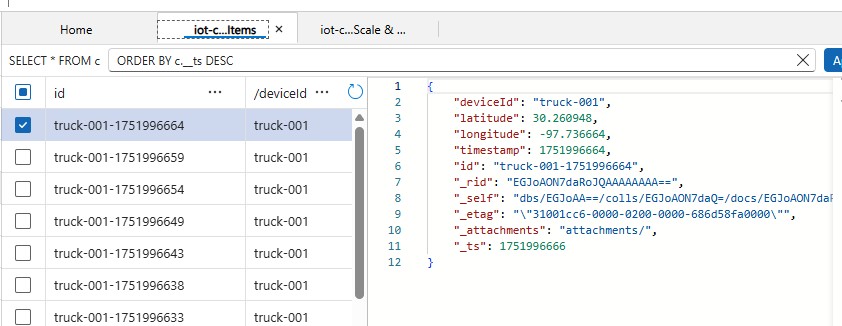 Home
iot-c...Items
iot-c...Scale & ...
SELECT * FROM c
ORDER BY c.__ts DESC
id
/deviceId
truck-001-1751996664 truck-001
truck-001-1751996659 truck-001
truck-001-1751996654 truck-001
truck-001-1751996649 truck-001
truck-001-1751996643 truck-001
truck-001-1751996638 truck-001
truck-001-1751996633 truck-001
1 {
2 "deviceId": "truck-001",
3 "latitude": 30.260948,
4 "longitude": -97.736664,
5 "timestamp": 1751996664,
6 "id": "truck-001-1751996664",
7 "_rid": "EGJoAON7daRoJQAAAAAAAA==",
8 "_self": "dbs/EGJoAA==/colls/EGJoAON7daQ=/docs/EGJoAON7daR
9 "_etag": "\"31001cc6-0000-0200-0000-686d58fa0000\"",
10 "_attachments": "attachments/",
11 "_ts": 1751996666
12 }